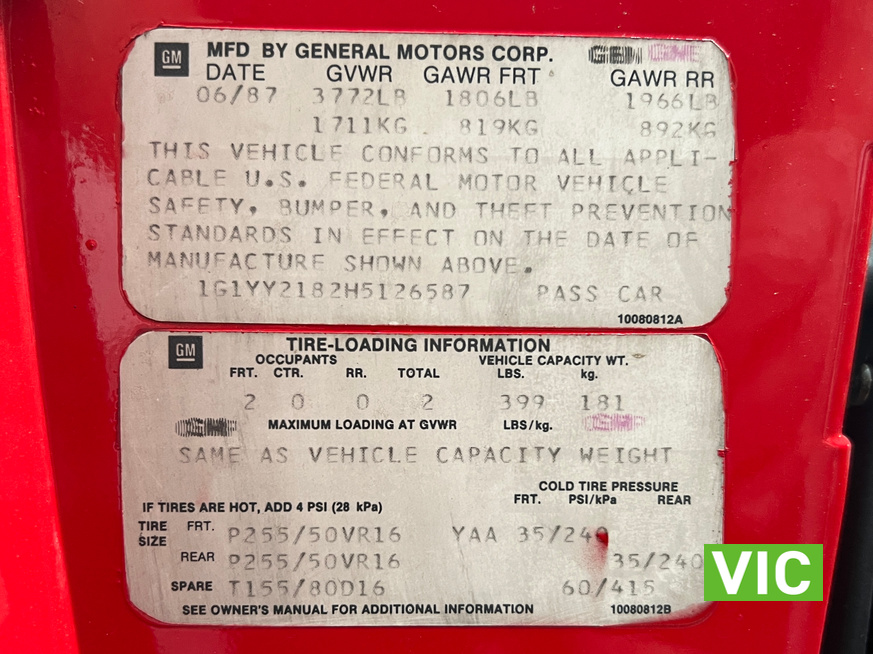 GM MFD BY GENERAL MOTORS CORP.
DATE GVWR GAWR FRT GAWR RR
06/87 3772LB 1806LB 1966LB
1711KG 819KG 892KG
THIS VEHICLE CONFORMS TO ALL APPLI-
CABLE U.S. FEDERAL MOTOR VEHICLE
SAFETY, BUMPER, AND THEFT PREVENTION
STANDARDS IN EFFECT ON THE DATE OF
MANUFACTURE SHOWN ABOVE.
1G1YY2182H5126587 PASS CAR
10080812A
GM TIRE-LOADING INFORMATION
OCCUPANTS VEHICLE CAPACITY WT.
FRT. CTR. RR. TOTAL LBS. kg.
2 0 0 2 399 181
MAXIMUM LOADING AT GVWR LBS/kg.
SAME AS VEHICLE CAPACITY WEIGHT
COLD TIRE PRESSURE
FRT. PSI/kPa REAR
IF TIRES ARE HOT, ADD 4 PSI (28 kPa)
TIRE SIZE FRT. P255/50VR16 YAA 35/240
REAR P255/50VR16 35/240
SPARE T155/80D16 60/415
SEE OWNER'S MANUAL FOR ADDITIONAL INFORMATION 10080812B
VIC